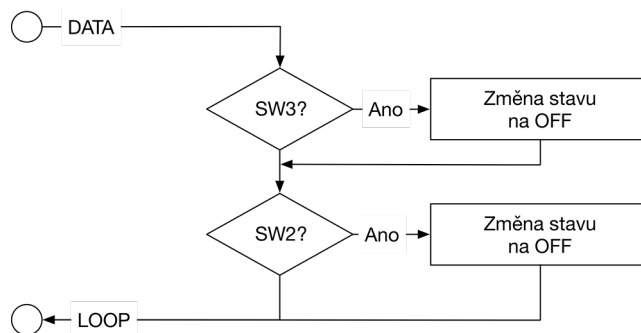 DATA
SW3?
Ano
Změna stavu
na OFF
SW2?
Ano
Změna stavu
na OFF
LOOP